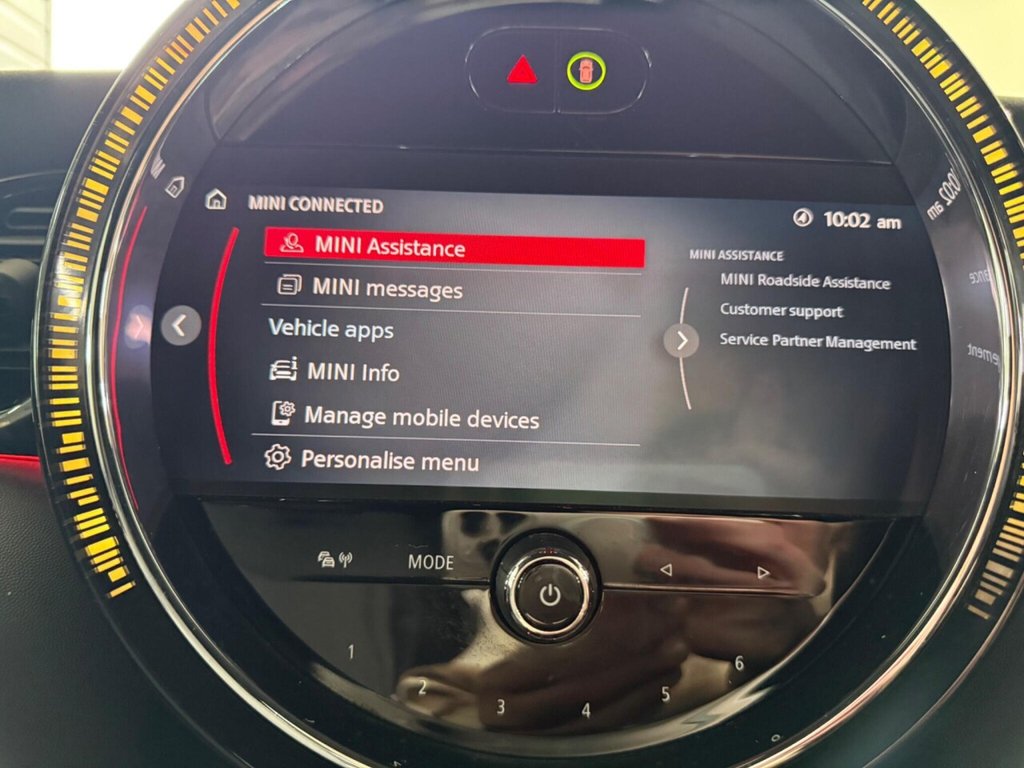 MINI CONNECTED
10:02 am
MINI Assistance
MINI messages
Vehicle apps
MINI Info
Manage mobile devices
Personalise menu
MINI ASSISTANCE
MINI Roadside Assistance
Customer support
Service Partner Management
MODE
1
2
3
4
5
6